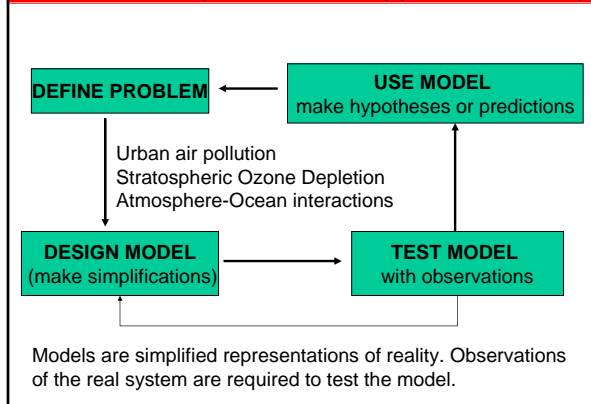 DEFINE PROBLEM
USE MODEL
make hypotheses or predictions
Urban air pollution
Stratospheric Ozone Depletion
Atmosphere-Ocean interactions
DESIGN MODEL
(make simplifications)
TEST MODEL
with observations
Models are simplified representations of reality. Observations
of the real system are required to test the model.